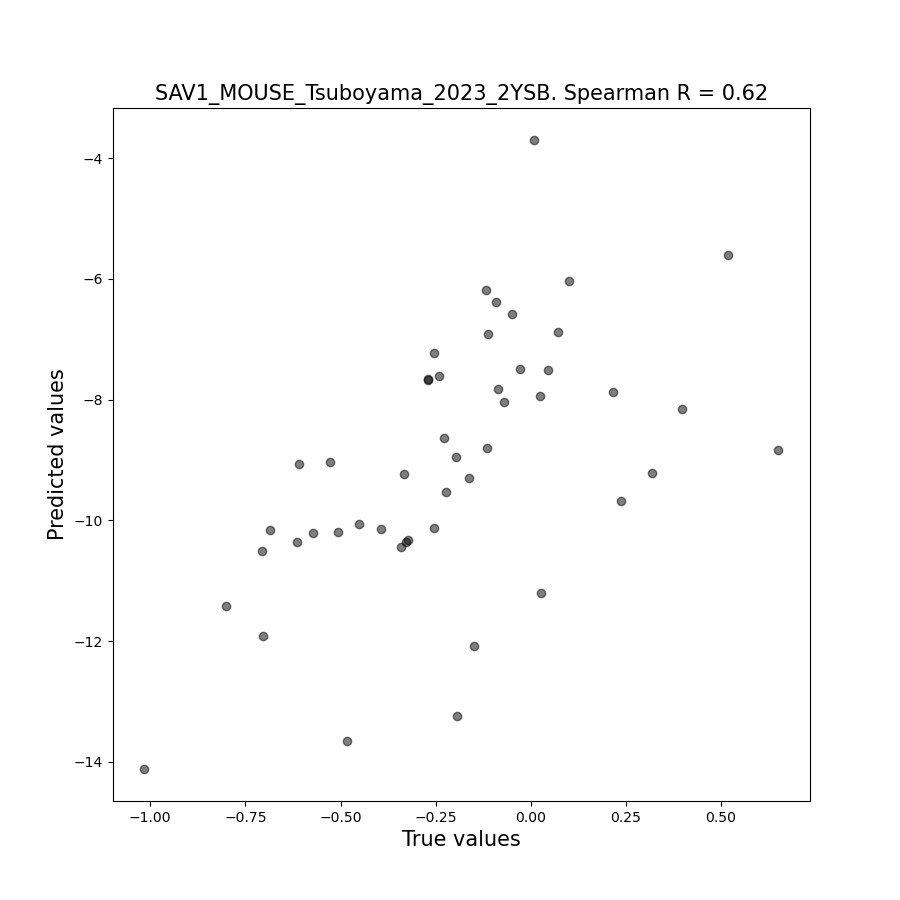 SAV1_MOUSE_Tsuboyama_2023_2YSB. Spearman R = 0.62
Predicted values
−4
−6
−8
−10
−12
−14
−1.00 −0.75 −0.50 −0.25 0.00 0.25 0.50
True values